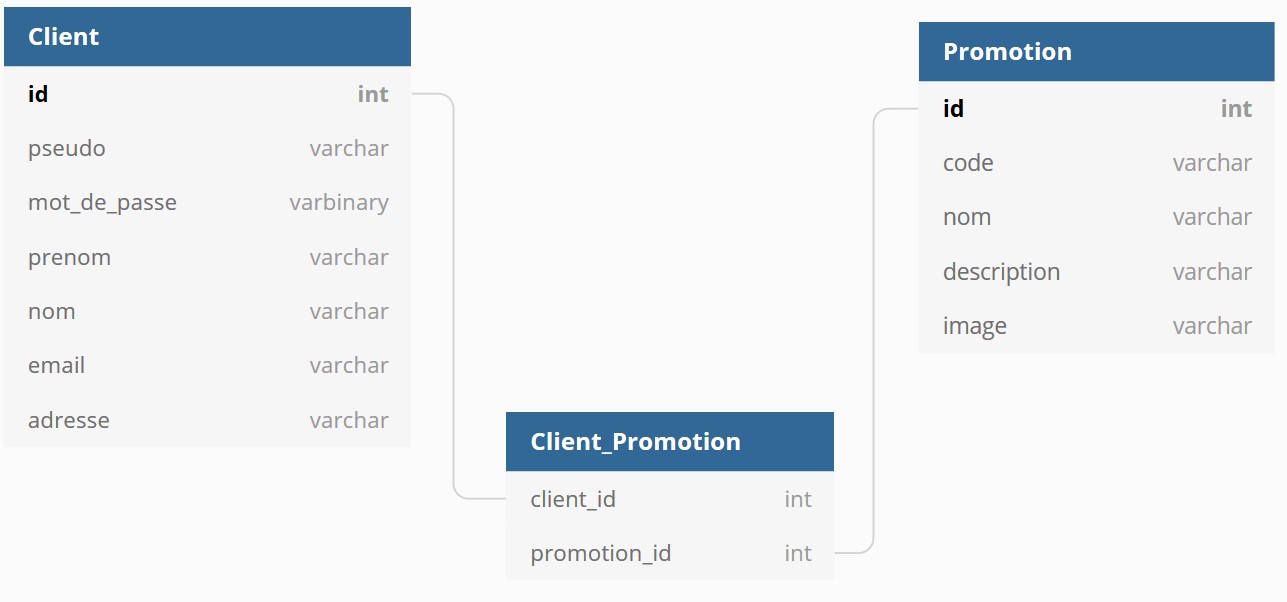 Client
id int
pseudo varchar
mot_de_passe varbinary
prenom varchar
nom varchar
email varchar
adresse varchar
Promotion
id int
code varchar
nom varchar
description varchar
image varchar
Client_Promotion
client_id int
promotion_id int